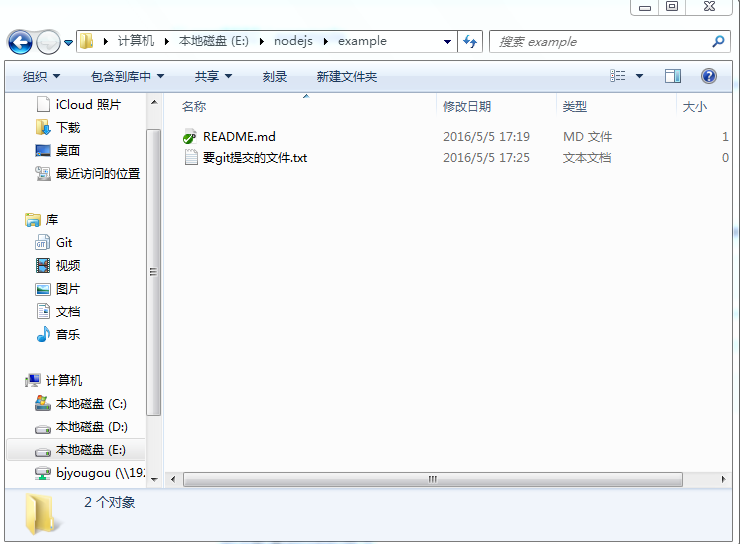 计算机 本地磁盘 (E:) nodejs example
搜索 example
组织 包含到库中 共享 刻录 新建文件夹
名称 修改日期 类型 大小
README.md 2016/5/5 17:19 MD 文件 1
要git提交的文件.txt 2016/5/5 17:25 文本文档 0
iCloud 照片
下载
桌面
最近访问的位置
库
Git
视频
图片
文档
音乐
计算机
本地磁盘 (C:)
本地磁盘 (D:)
本地磁盘 (E:)
bjyougou (\\192
2 个对象